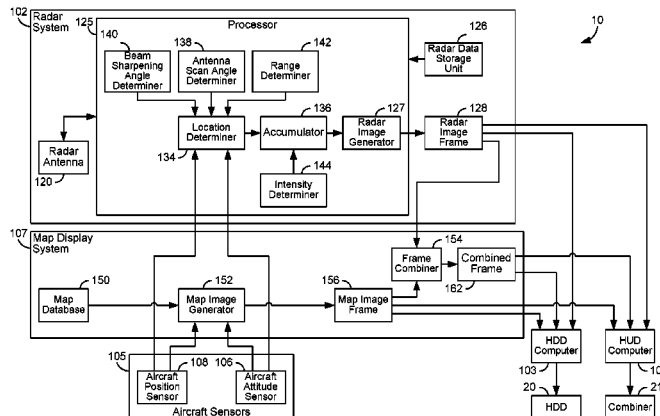 102
Radar
System
125
Processor
140
Beam
Sharpening
Angle
Determiner
138
Antenna
Scan Angle
Determiner
142
Range
Determiner
126
Radar Data
Storage
Unit
10
136
127
128
Location
Determiner
134
Accumulator
Radar Image
Generator
Radar
Image
Frame
Radar
Antenna
120
144
Intensity
Determiner
107
Map Display
System
154
Frame
Combiner
Combined
Frame
162
150
Map
Database
152
Map Image
Generator
156
Map Image
Frame
HDD
Computer
103
HUD
Computer
10
105
108
Aircraft
Position
Sensor
106
Aircraft
Attitude
Sensor
Aircraft Sensors
20
HDD
21
Combiner